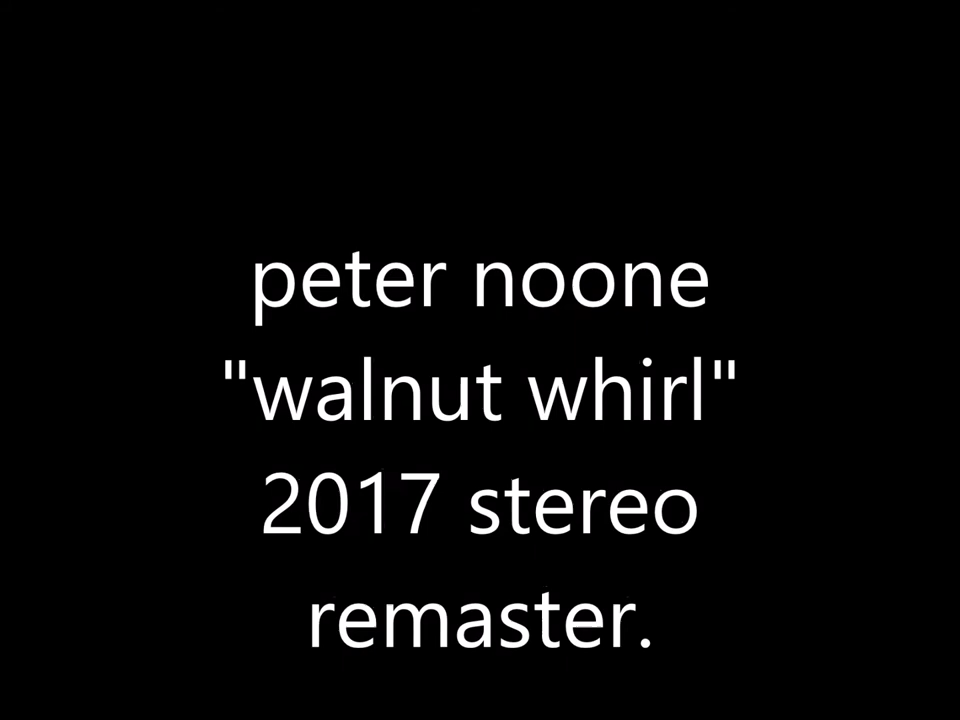 peter noone
"walnut whirl"
2017 stereo
remaster.